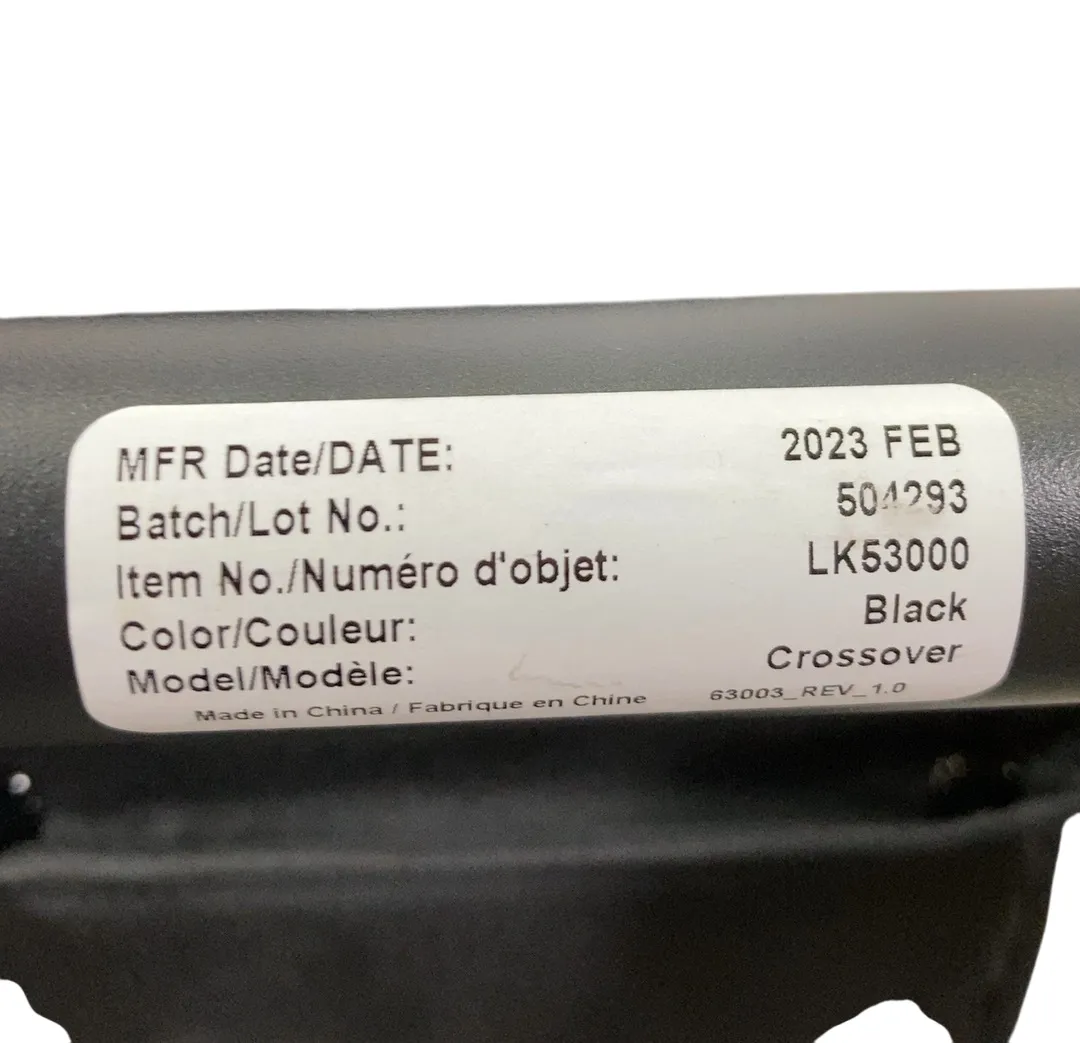 MFR Date/DATE: 2023 FEB
Batch/Lot No.: 504293
Item No./Numéro d'objet: LK53000
Color/Couleur: Black
Model/Modèle: Crossover
Made in China / Fabrique en Chine 63003_REV_1.0